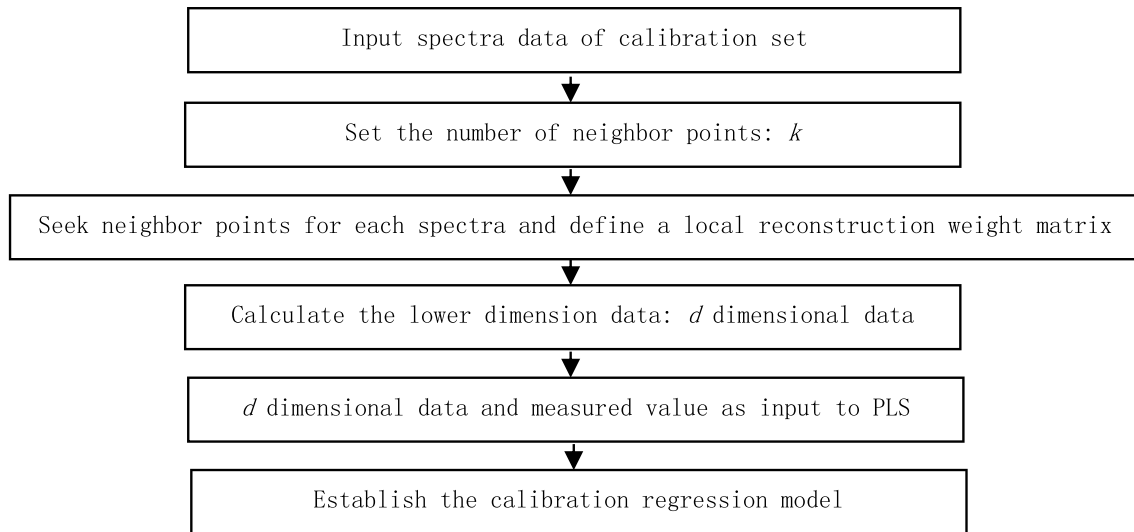 Input spectra data of calibration set
Set the number of neighbor points: k
Seek neighbor points for each spectra and define a local reconstruction weight matrix
Calculate the lower dimension data: d dimensional data
d dimensional data and measured value as input to PLS
Establish the calibration regression model